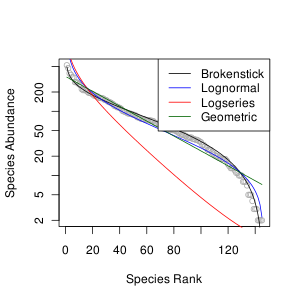 Brokenstick
Lognormal
Logseries
Geometric
Species Abundance
200
50
20
5
2
0 20 40 60 80 120
Species Rank